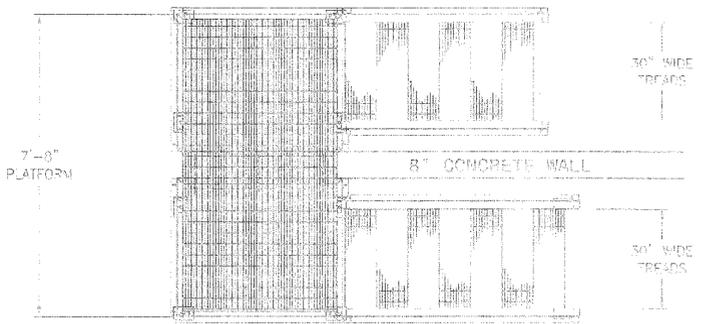 30" WIDE
TREADS
7'-8"
PLATFORM
8" CONCRETE WALL
30" WIDE
TREADS